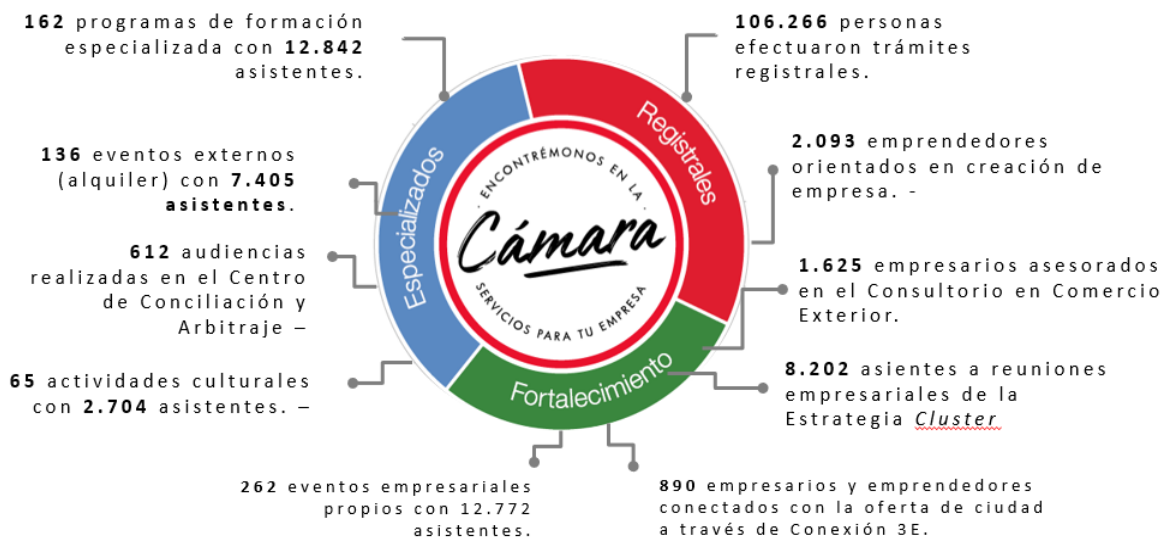 162 programas de formación
especializada con 12.842
asistentes.
106.266 personas
efectuaron trámites
registrales.
136 eventos externos
(alquiler) con 7.405
asistentes.
2.093 emprendedores
orientados en creación de
empresa. -
612 audiencias
realizadas en el Centro
de Conciliación y
Arbitraje –
1.625 empresarios asesorados
en el Consultorio en Comercio
Exterior.
65 actividades culturales
con 2.704 asistentes. –
8.202 asientes a reuniones
empresariales de la
Estrategia Cluster
262 eventos empresariales
propios con 12.772
asistentes.
890 empresarios y emprendedores
conectados con la oferta de ciudad
a través de Conexión 3E.
Especializados
Registrales
Fortalecimiento
· ENCONTRÉMONOS EN LA ·
Cámara
SERVICIOS PARA TU EMPRESA